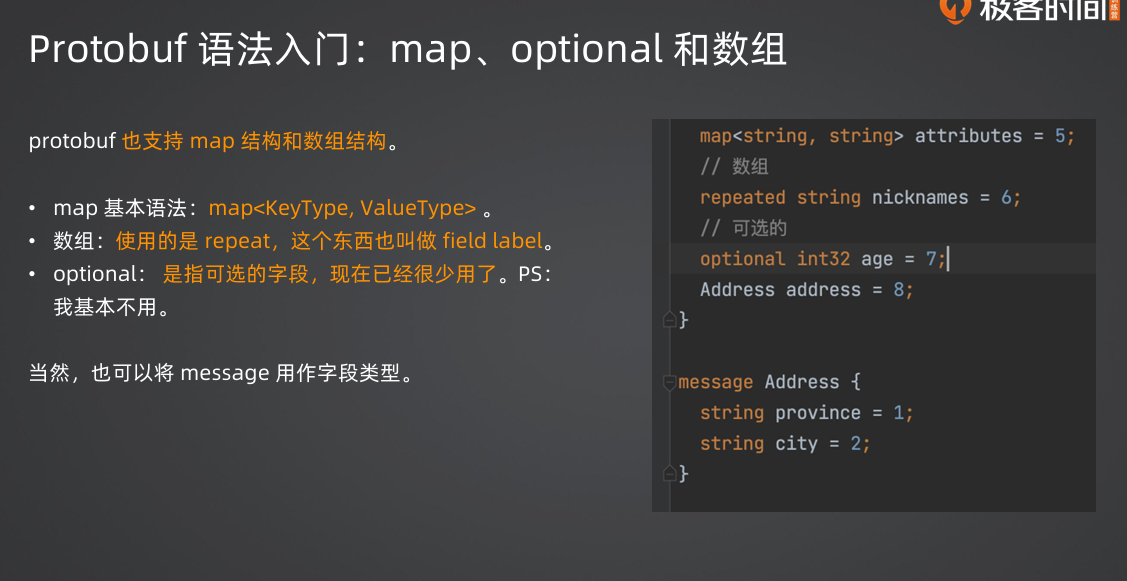 极客时间
Protobuf 语法入门：map、optional 和数组
protobuf 也支持 map 结构和数组结构。
• map 基本语法：map<KeyType, ValueType> 。
• 数组：使用的是 repeat，这个东西也叫做 field label。
• optional： 是指可选的字段，现在已经很少用了。PS：
我基本不用。
当然，也可以将 message 用作字段类型。
map<string, string> attributes = 5;
// 数组
repeated string nicknames = 6;
// 可选的
optional int32 age = 7;
Address address = 8;
}
message Address {
string province = 1;
string city = 2;
}